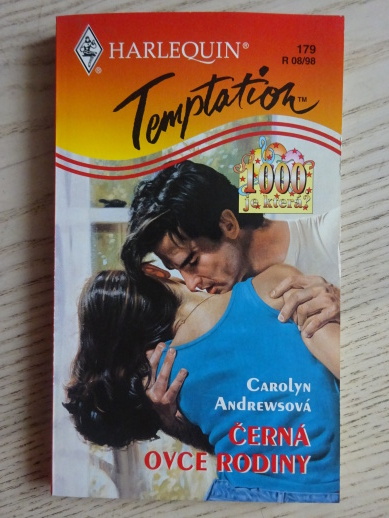 HARLEQUIN®
179
R 08/98
Temptation™
1000.
je která?
CAROLYN
ANDREWSOVÁ
ČERNÁ
OVCE RODINY